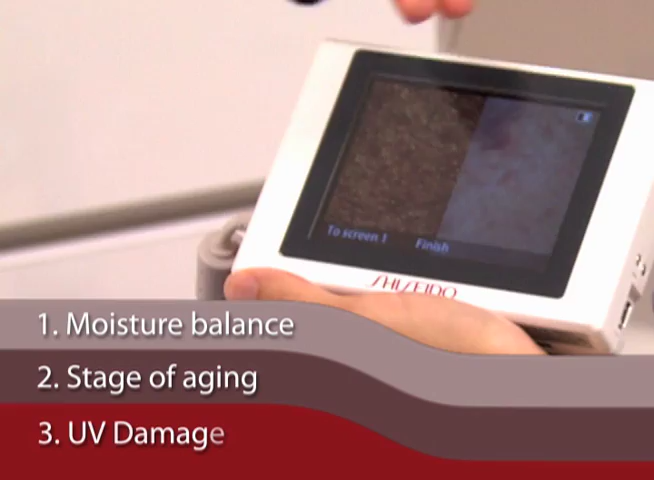 To screen 1 Finish
SHISEIDO
1. Moisture balance
2. Stage of aging
3. UV Damage